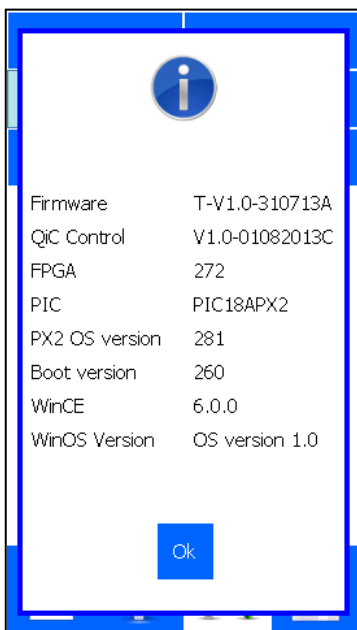 Firmware T-V1.0-310713A
QiC Control V1.0-01082013C
FPGA 272
PIC PIC18APX2
PX2 OS version 281
Boot version 260
WinCE 6.0.0
WinOS Version OS version 1.0
Ok